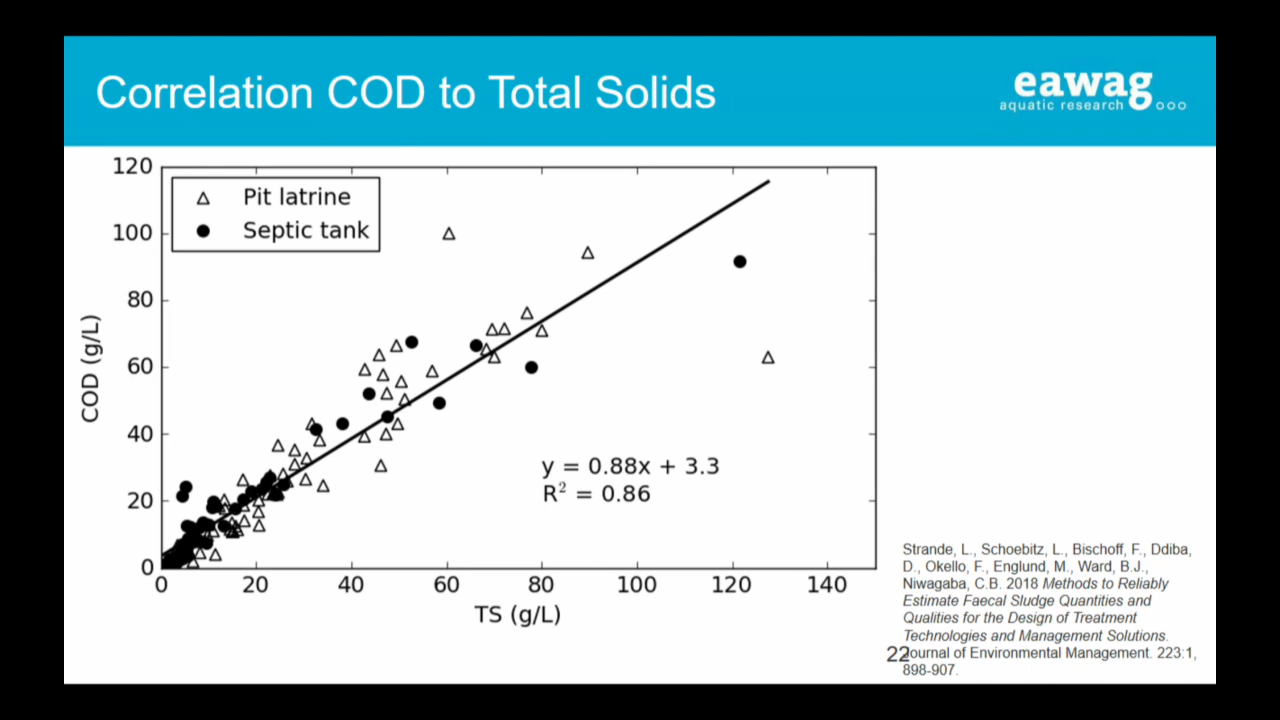 Correlation COD to Total Solids
eawag
aquatic research
120
100
80
60
40
20
0
COD (g/L)
Pit latrine
Septic tank
y = 0.88x + 3.3
R² = 0.86
0 20 40 60 80 100 120 140
TS (g/L)
Strande, L., Schoebitz, L., Bischoff, F., Ddiba,
D., Okello, F., Englund, M., Ward, B.J.,
Niwagaba, C.B. 2018 Methods to Reliably
Estimate Faecal Sludge Quantities and
Qualities for the Design of Treatment
Technologies and Management Solutions.
Journal of Environmental Management. 223:1,
898-907.
22